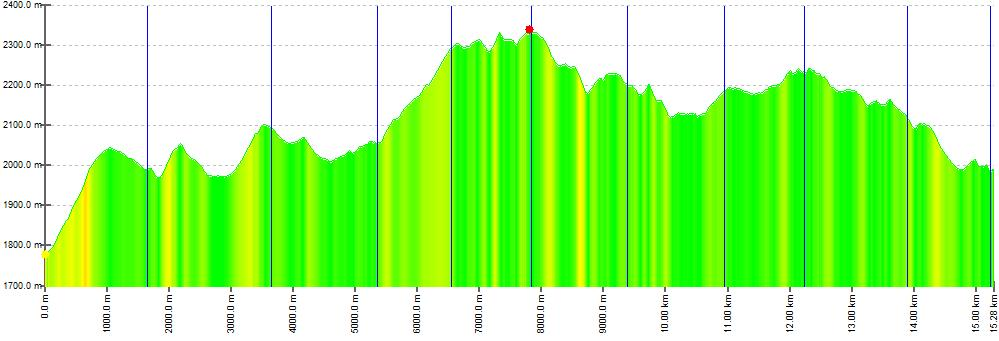 2400.0 m
2300.0 m
2200.0 m
2100.0 m
2000.0 m
1900.0 m
1800.0 m
1700.0 m
0.0 m
1000.0 m
2000.0 m
3000.0 m
4000.0 m
5000.0 m
6000.0 m
7000.0 m
8000.0 m
9000.0 m
10.00 km
11.00 km
12.00 km
13.00 km
14.00 km
15.00 km
15.28 km